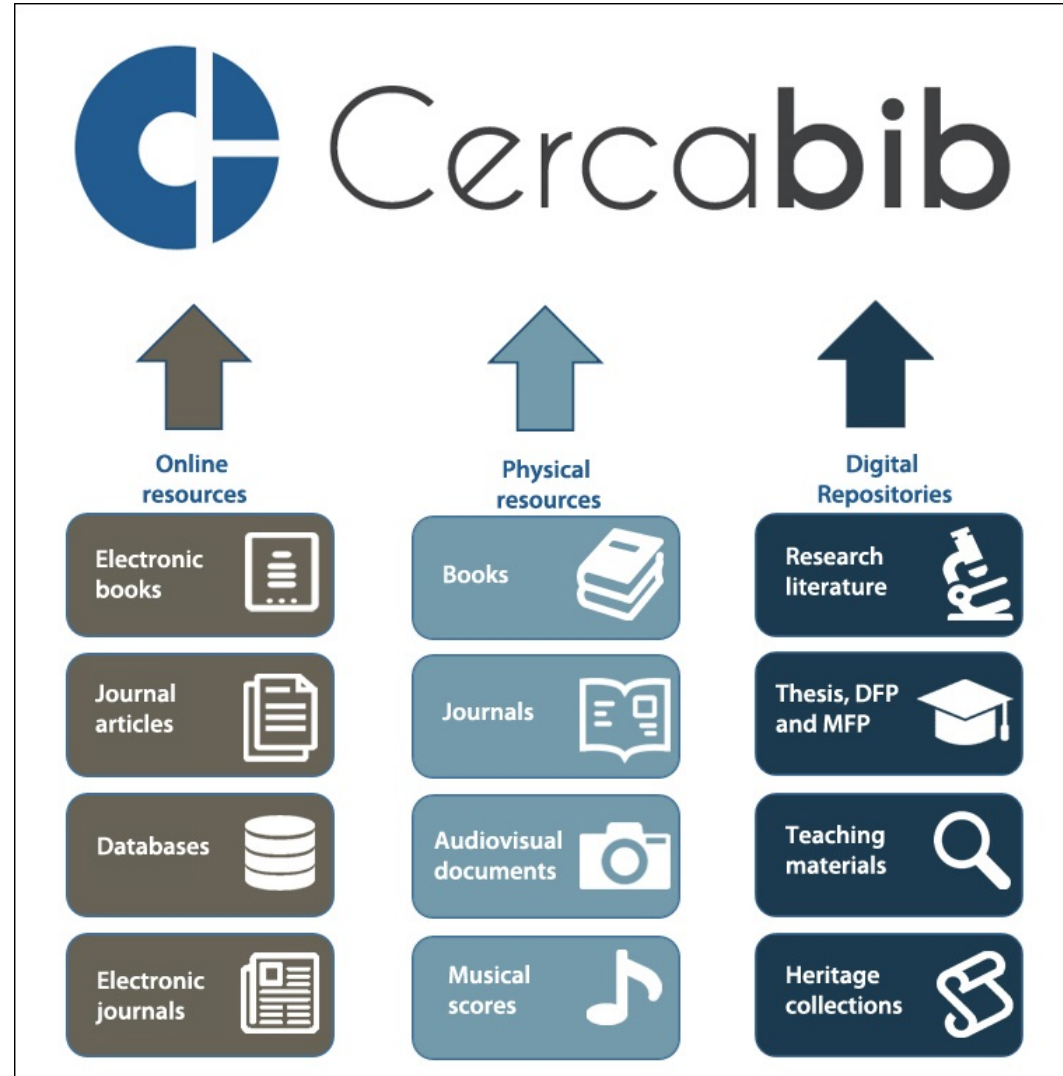 Cercabib
Online
resources
Physical
resources
Digital
Repositories
Electronic
books
Books
Research
literature
Journal
articles
Journals
Thesis, DFP
and MFP
Databases
Audiovisual
documents
Teaching
materials
Electronic
journals
Musical
scores
Heritage
collections